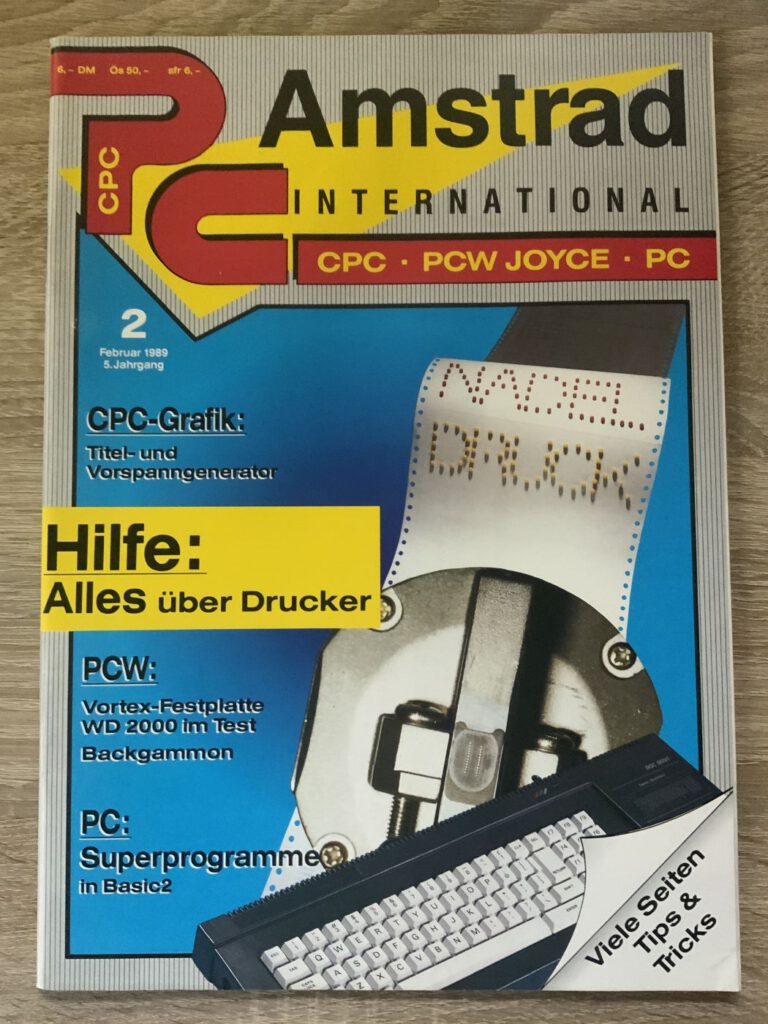 6,– DM Ös 50,– sfr 6,–
CPC
PC Amstrad
INTERNATIONAL
CPC · PCW JOYCE · PC
2
Februar 1989
5. Jahrgang
NADEL
DRUCK
CPC-Grafik:
Titel- und
Vorspanngenerator
Hilfe:
Alles über Drucker
PCW:
Vortex-Festplatte
WD 2000 im Test
Backgammon
PC:
Superprogramme
in Basic2
Viele Seiten
Tips &
Tricks